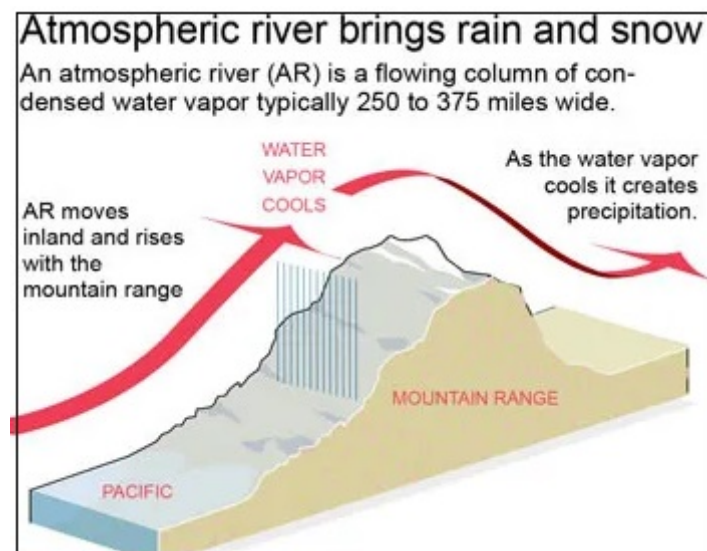 Atmospheric river brings rain and snow
An atmospheric river (AR) is a flowing column of con-
densed water vapor typically 250 to 375 miles wide.
WATER
VAPOR
COOLS
As the water vapor
cools it creates
precipitation.
AR moves
inland and rises
with the
mountain range
MOUNTAIN RANGE
PACIFIC